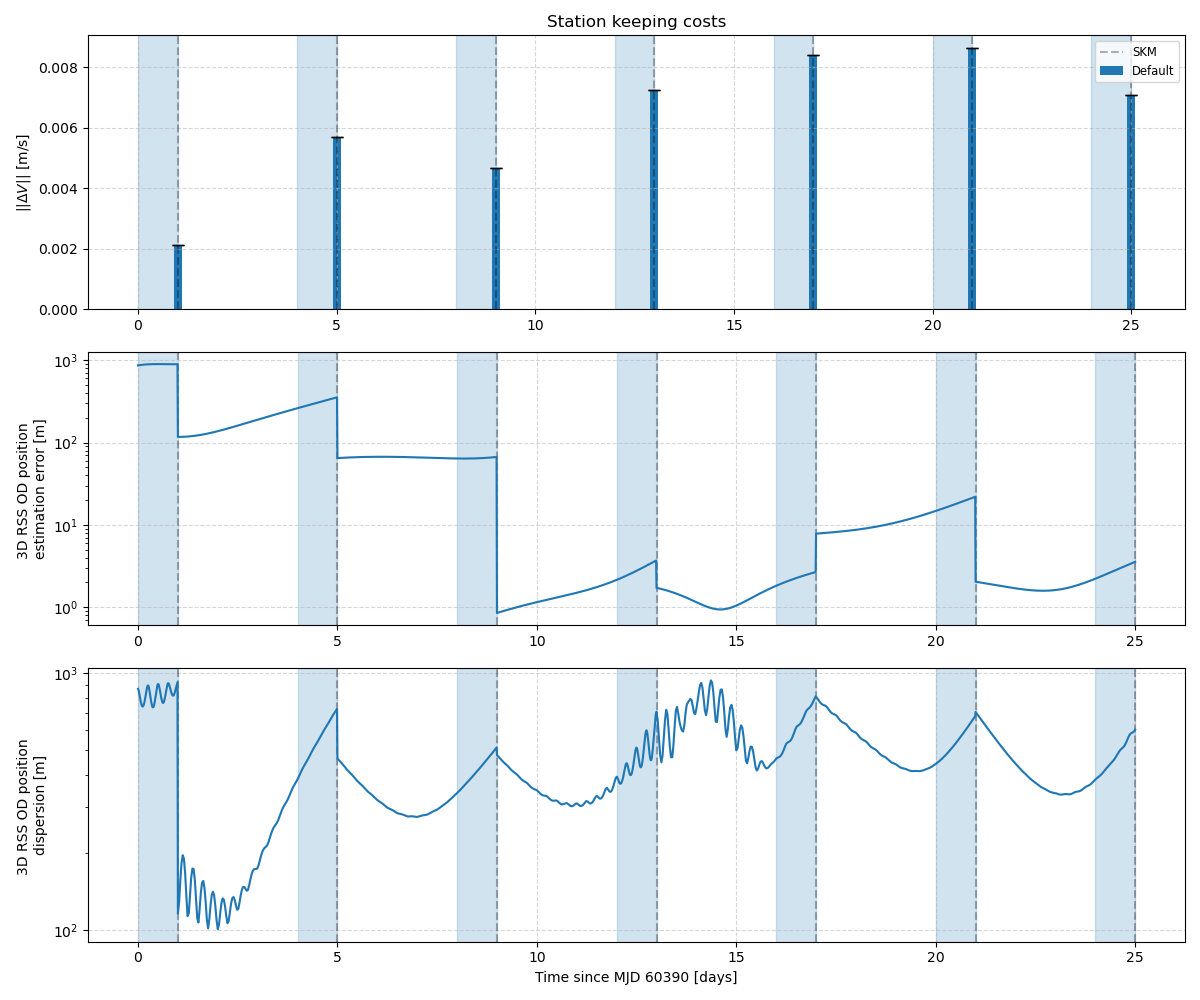 Station keeping costs
||ΔV|| [m/s]
0.008
0.006
0.004
0.002
0.000
SKM
Default
0 5 10 15 20 25
3D RSS OD position
estimation error [m]
10³
10²
10¹
10⁰
0 5 10 15 20 25
3D RSS OD position
dispersion [m]
10³
10²
0 5 10 15 20 25
Time since MJD 60390 [days]